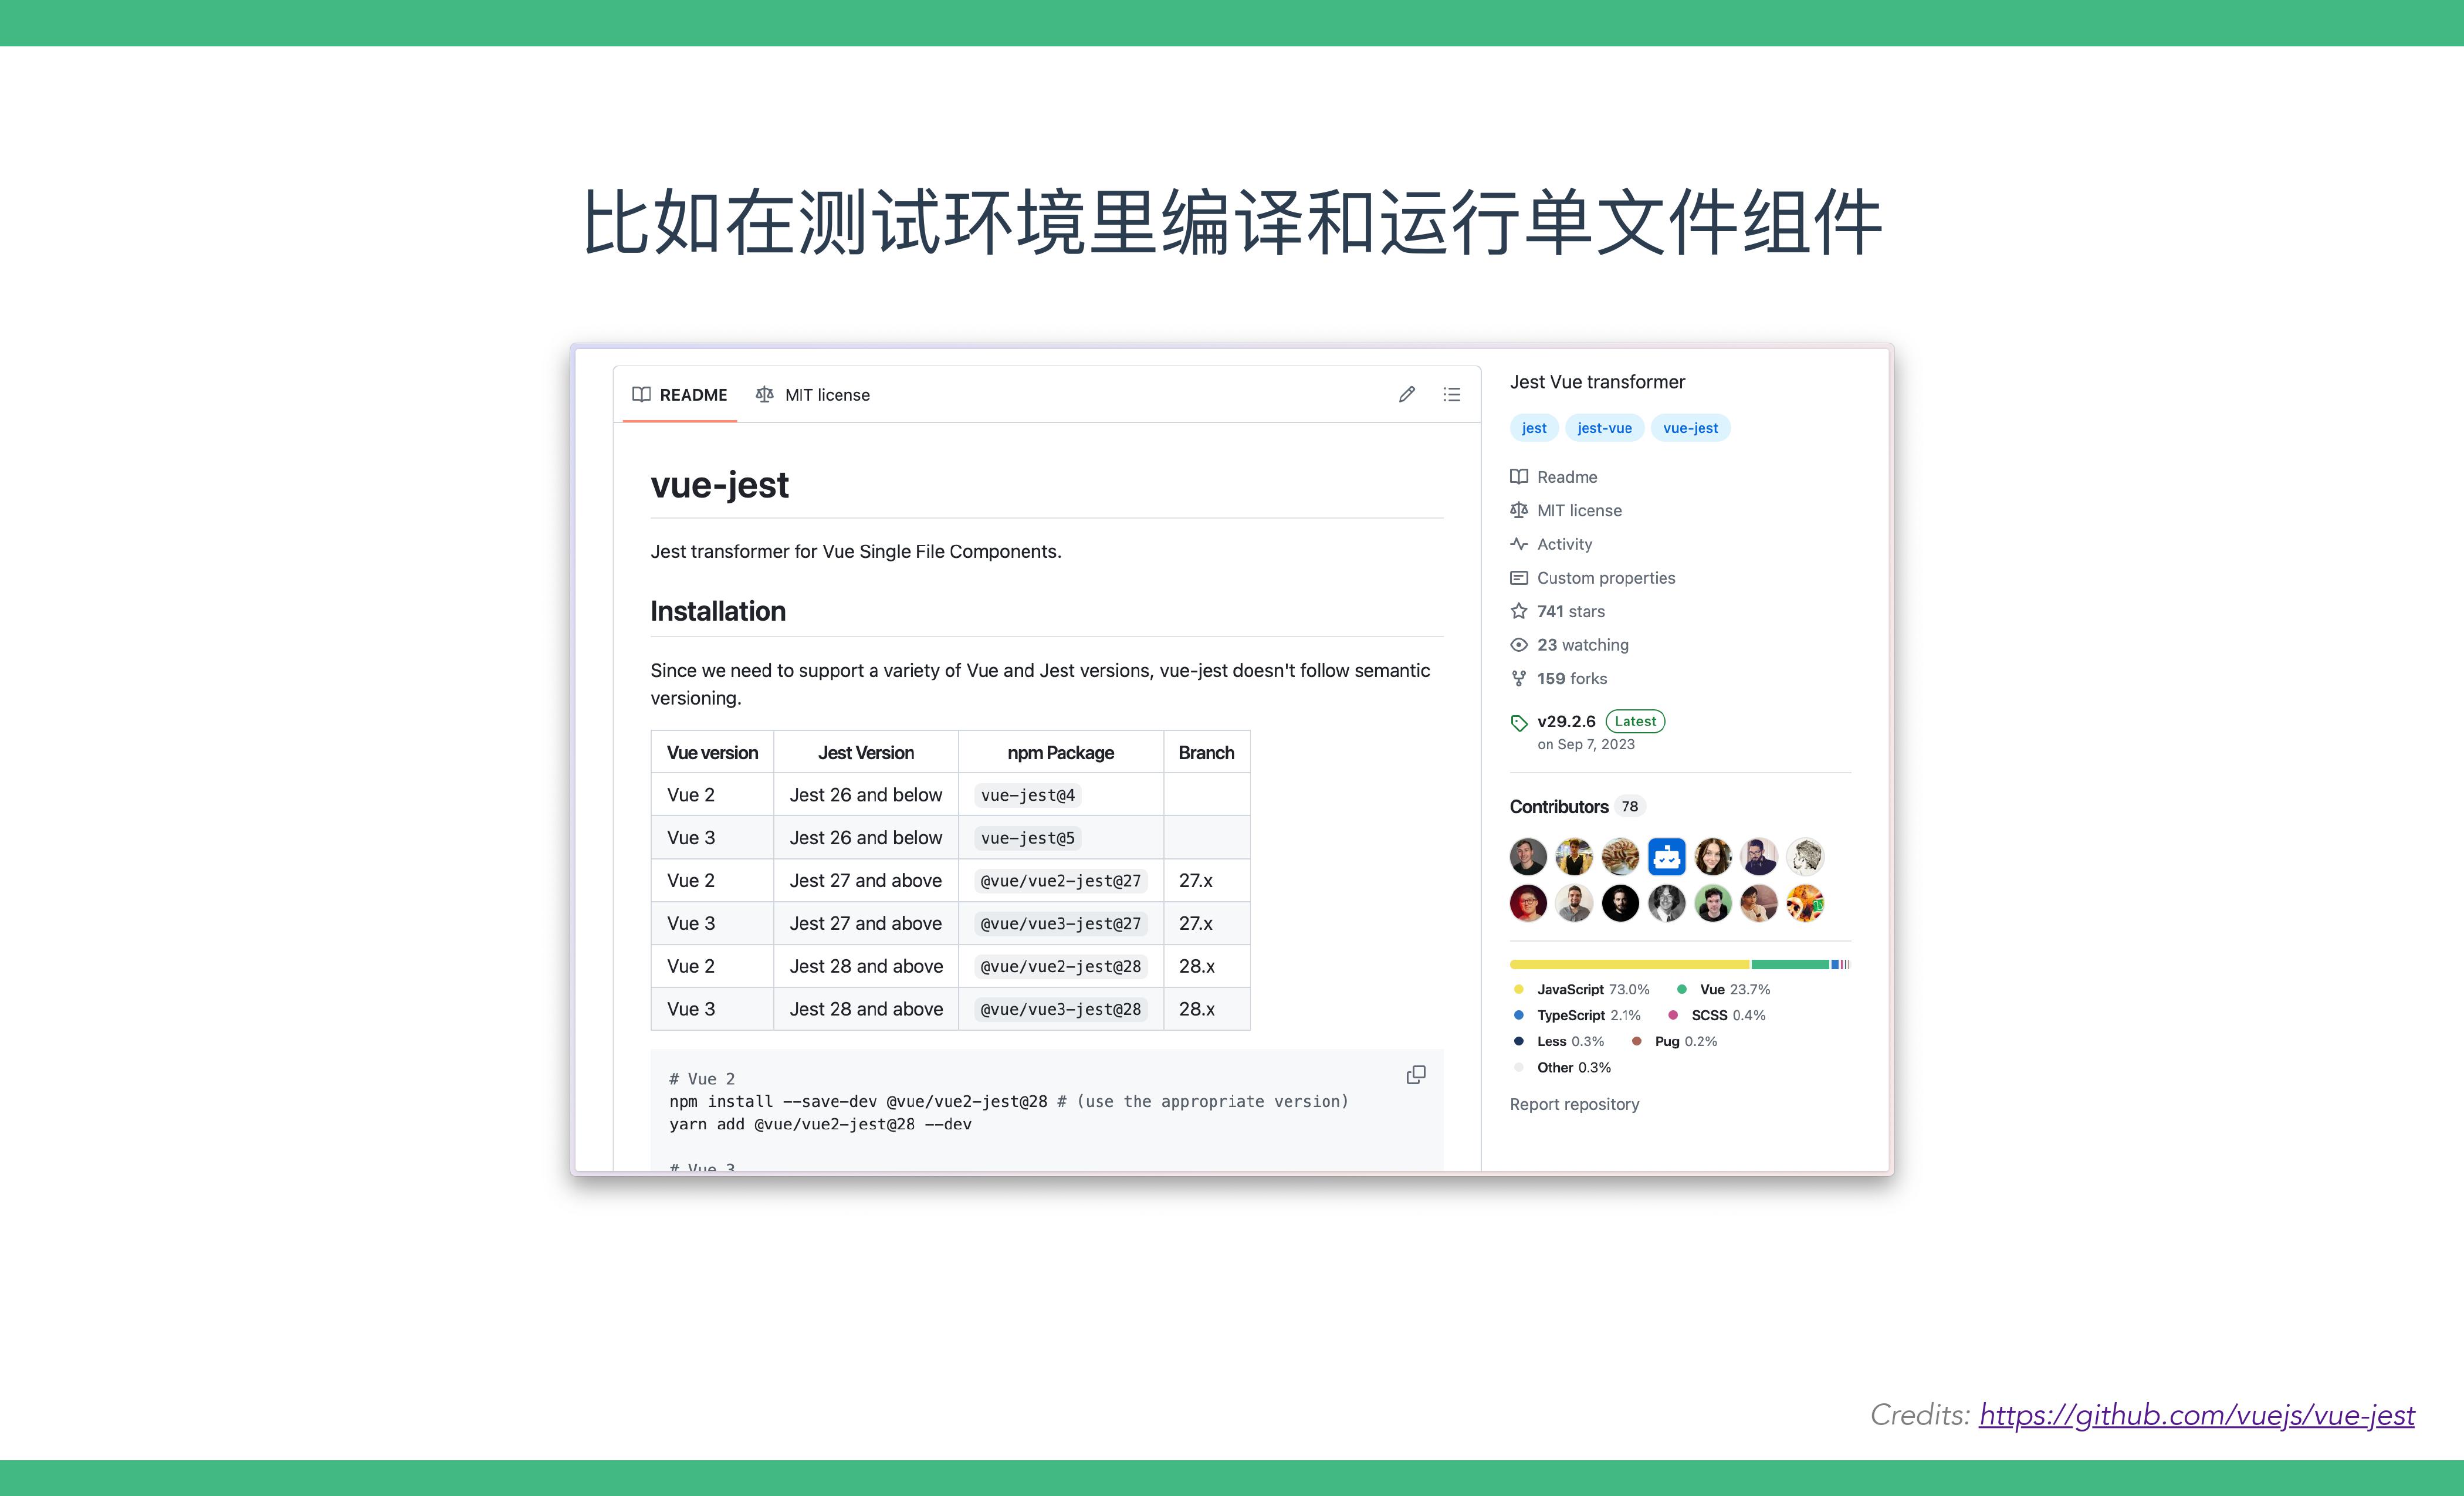 比如在测试环境里编译和运行单文件组件
README MIT license
vue-jest
Jest transformer for Vue Single File Components.
Installation
Since we need to support a variety of Vue and Jest versions, vue-jest doesn't follow semantic
versioning.
Vue version Jest Version npm Package Branch
Vue 2 Jest 26 and below vue-jest@4
Vue 3 Jest 26 and below vue-jest@5
Vue 2 Jest 27 and above @vue/vue2-jest@27 27.x
Vue 3 Jest 27 and above @vue/vue3-jest@27 27.x
Vue 2 Jest 28 and above @vue/vue2-jest@28 28.x
Vue 3 Jest 28 and above @vue/vue3-jest@28 28.x
# Vue 2
npm install --save-dev @vue/vue2-jest@28 # (use the appropriate version)
yarn add @vue/vue2-jest@28 --dev
# Vue 3
Jest Vue transformer
jest jest-vue vue-jest
Readme
MIT license
Activity
Custom properties
741 stars
23 watching
159 forks
v29.2.6 Latest
on Sep 7, 2023
Contributors 78
JavaScript 73.0% Vue 23.7%
TypeScript 2.1% SCSS 0.4%
Less 0.3% Pug 0.2%
Other 0.3%
Report repository
Credits: https://github.com/vuejs/vue-jest